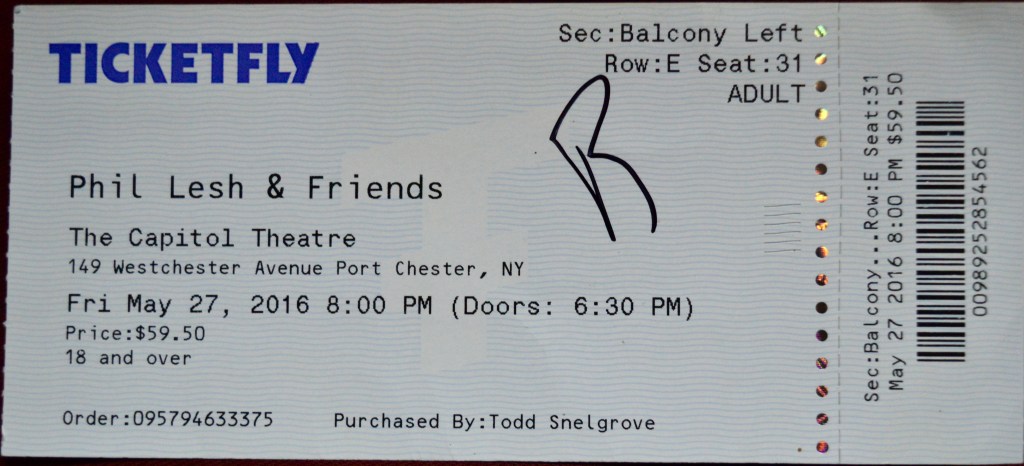 TICKETFLY
Sec:Balcony Left
Row:E Seat:31
ADULT
R
Phil Lesh & Friends
The Capitol Theatre
149 Westchester Avenue Port Chester, NY
Fri May 27, 2016 8:00 PM (Doors: 6:30 PM)
Price:$59.50
18 and over
Order:095794633375
Purchased By:Todd Snelgrove
Sec:Balcony...Row:E Seat:31
May 27 2016 8:00 PM $59.50
00989252854562